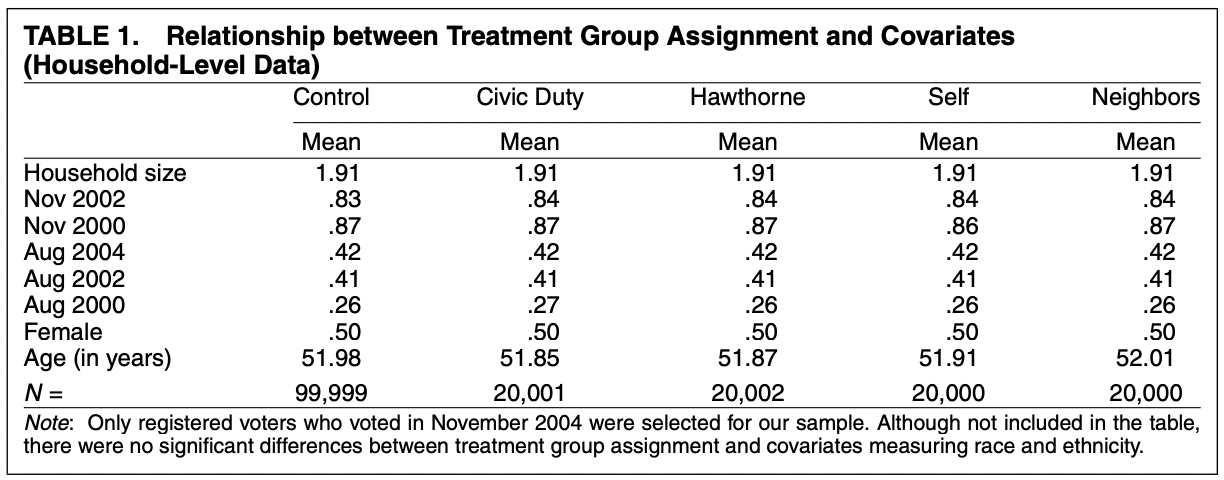 TABLE 1. Relationship between Treatment Group Assignment and Covariates
(Household-Level Data)
Control Civic Duty Hawthorne Self Neighbors
Mean Mean Mean Mean Mean
Household size 1.91 1.91 1.91 1.91 1.91
Nov 2002 .83 .84 .84 .84 .84
Nov 2000 .87 .87 .87 .86 .87
Aug 2004 .42 .42 .42 .42 .42
Aug 2002 .41 .41 .41 .41 .41
Aug 2000 .26 .27 .26 .26 .26
Female .50 .50 .50 .50 .50
Age (in years) 51.98 51.85 51.87 51.91 52.01
N = 99,999 20,001 20,002 20,000 20,000
Note: Only registered voters who voted in November 2004 were selected for our sample. Although not included in the table,
there were no significant differences between treatment group assignment and covariates measuring race and ethnicity.